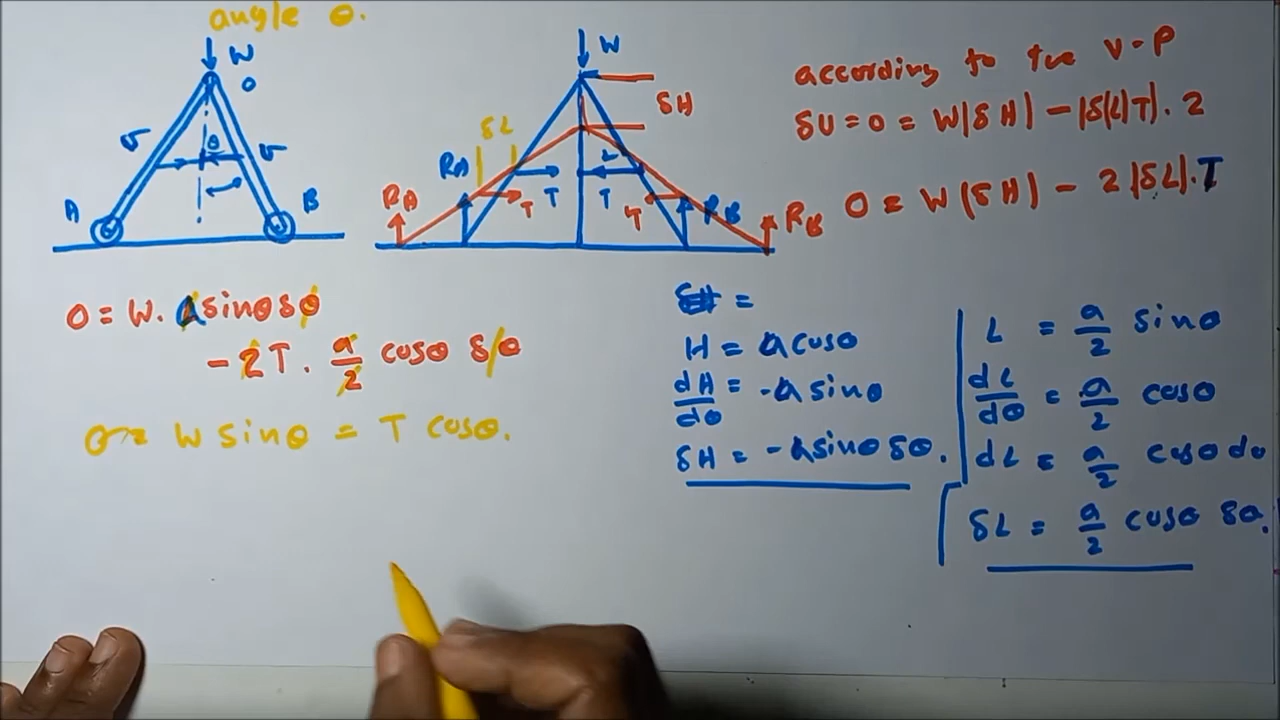 angle θ.
W
O
θ
A
B
W
δH
δL
L
RA
RA
T
T
T
T
RB
RB
according to the V-P
δU = 0 = W|δH| - |δ(L)T|. 2
0 = W (δH) - 2 |δL|.T
0 = W. a sinθ δθ
- 2T. a/2 cosθ δθ
W sinθ = T cosθ.
δH =
H = a cosθ
dH/dθ = -a sinθ
δH = -a sinθ δθ.
L = a/2 sinθ
dL/dθ = a/2 cosθ
dL = a/2 cosθ dθ
δL = a/2 cosθ δθ.